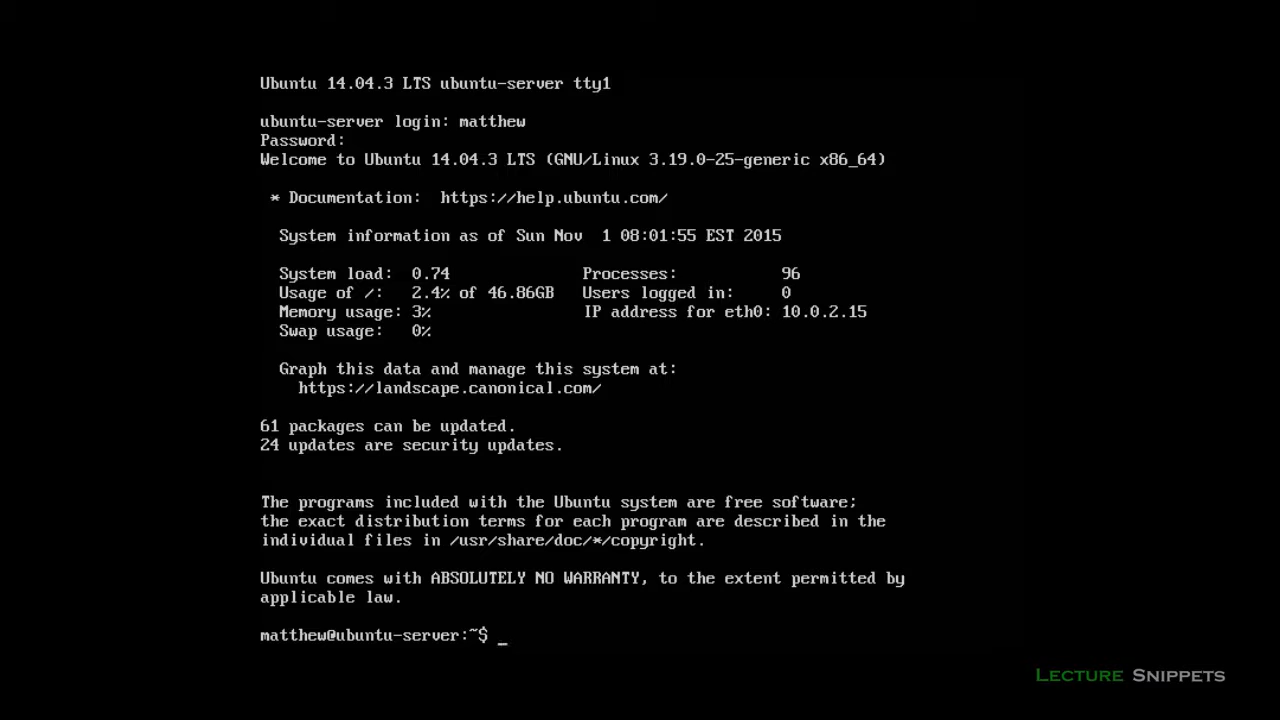 Ubuntu 14.04.3 LTS ubuntu-server tty1
ubuntu-server login: matthew
Password:
Welcome to Ubuntu 14.04.3 LTS (GNU/Linux 3.19.0-25-generic x86_64)
* Documentation:  https://help.ubuntu.com/
System information as of Sun Nov  1 08:01:55 EST 2015
System load:  0.74              Processes:           96
Usage of /:   2.4% of 46.86GB   Users logged in:     0
Memory usage: 3%                IP address for eth0: 10.0.2.15
Swap usage:   0%
Graph this data and manage this system at:
https://landscape.canonical.com/
61 packages can be updated.
24 updates are security updates.
The programs included with the Ubuntu system are free software;
the exact distribution terms for each program are described in the
individual files in /usr/share/doc/*/copyright.
Ubuntu comes with ABSOLUTELY NO WARRANTY, to the extent permitted by
applicable law.
matthew@ubuntu-server:~$ _
LECTURE SNIPPETS